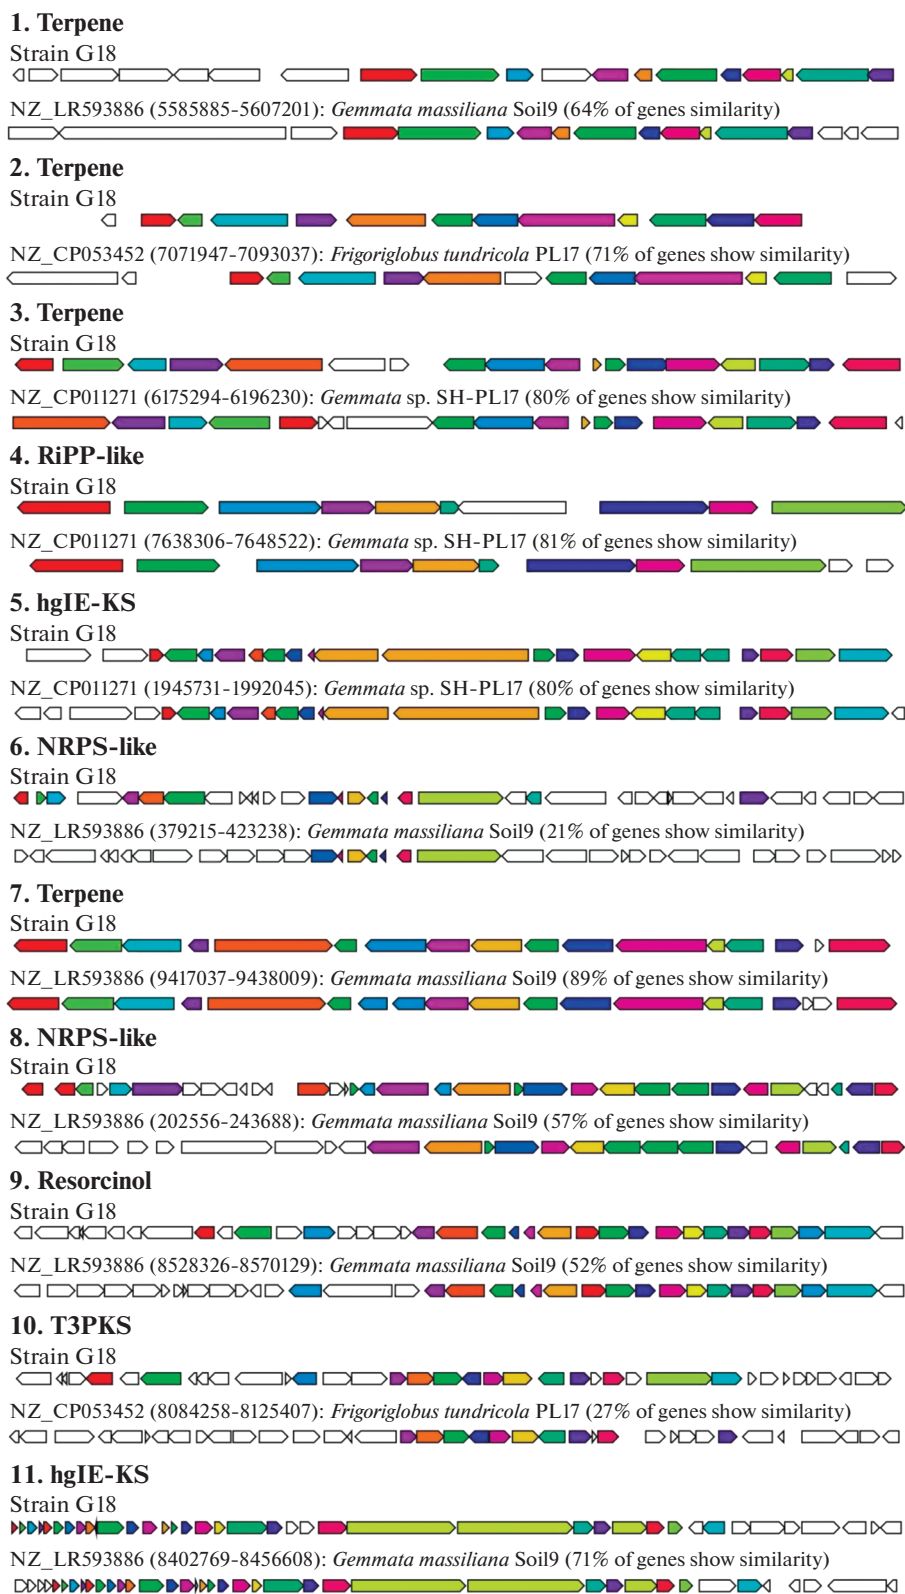 1. Terpene
Strain G18
NZ_LR593886 (5585885-5607201): Gemmata massiliana Soil9 (64% of genes similarity)
2. Terpene
Strain G18
NZ_CP053452 (7071947-7093037): Frigoriglobus tundricola PL17 (71% of genes show similarity)
3. Terpene
Strain G18
NZ_CP011271 (6175294-6196230): Gemmata sp. SH-PL17 (80% of genes show similarity)
4. RiPP-like
Strain G18
NZ_CP011271 (7638306-7648522): Gemmata sp. SH-PL17 (81% of genes show similarity)
5. hgIE-KS
Strain G18
NZ_CP011271 (1945731-1992045): Gemmata sp. SH-PL17 (80% of genes show similarity)
6. NRPS-like
Strain G18
NZ_LR593886 (379215-423238): Gemmata massiliana Soil9 (21% of genes show similarity)
7. Terpene
Strain G18
NZ_LR593886 (9417037-9438009): Gemmata massiliana Soil9 (89% of genes show similarity)
8. NRPS-like
Strain G18
NZ_LR593886 (202556-243688): Gemmata massiliana Soil9 (57% of genes show similarity)
9. Resorcinol
Strain G18
NZ_LR593886 (8528326-8570129): Gemmata massiliana Soil9 (52% of genes show similarity)
10. T3PKS
Strain G18
NZ_CP053452 (8084258-8125407): Frigoriglobus tundricola PL17 (27% of genes show similarity)
11. hgIE-KS
Strain G18
NZ_LR593886 (8402769-8456608): Gemmata massiliana Soil9 (71% of genes show similarity)